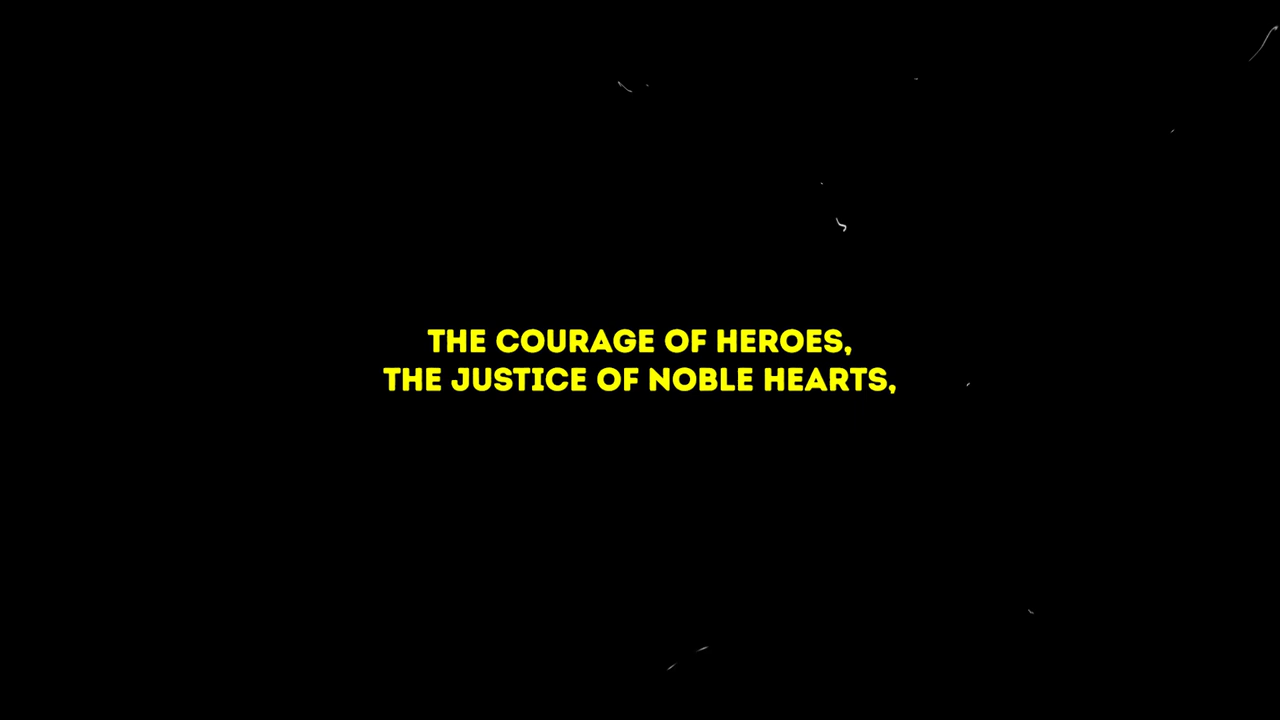 THE COURAGE OF HEROES,
THE JUSTICE OF NOBLE HEARTS,